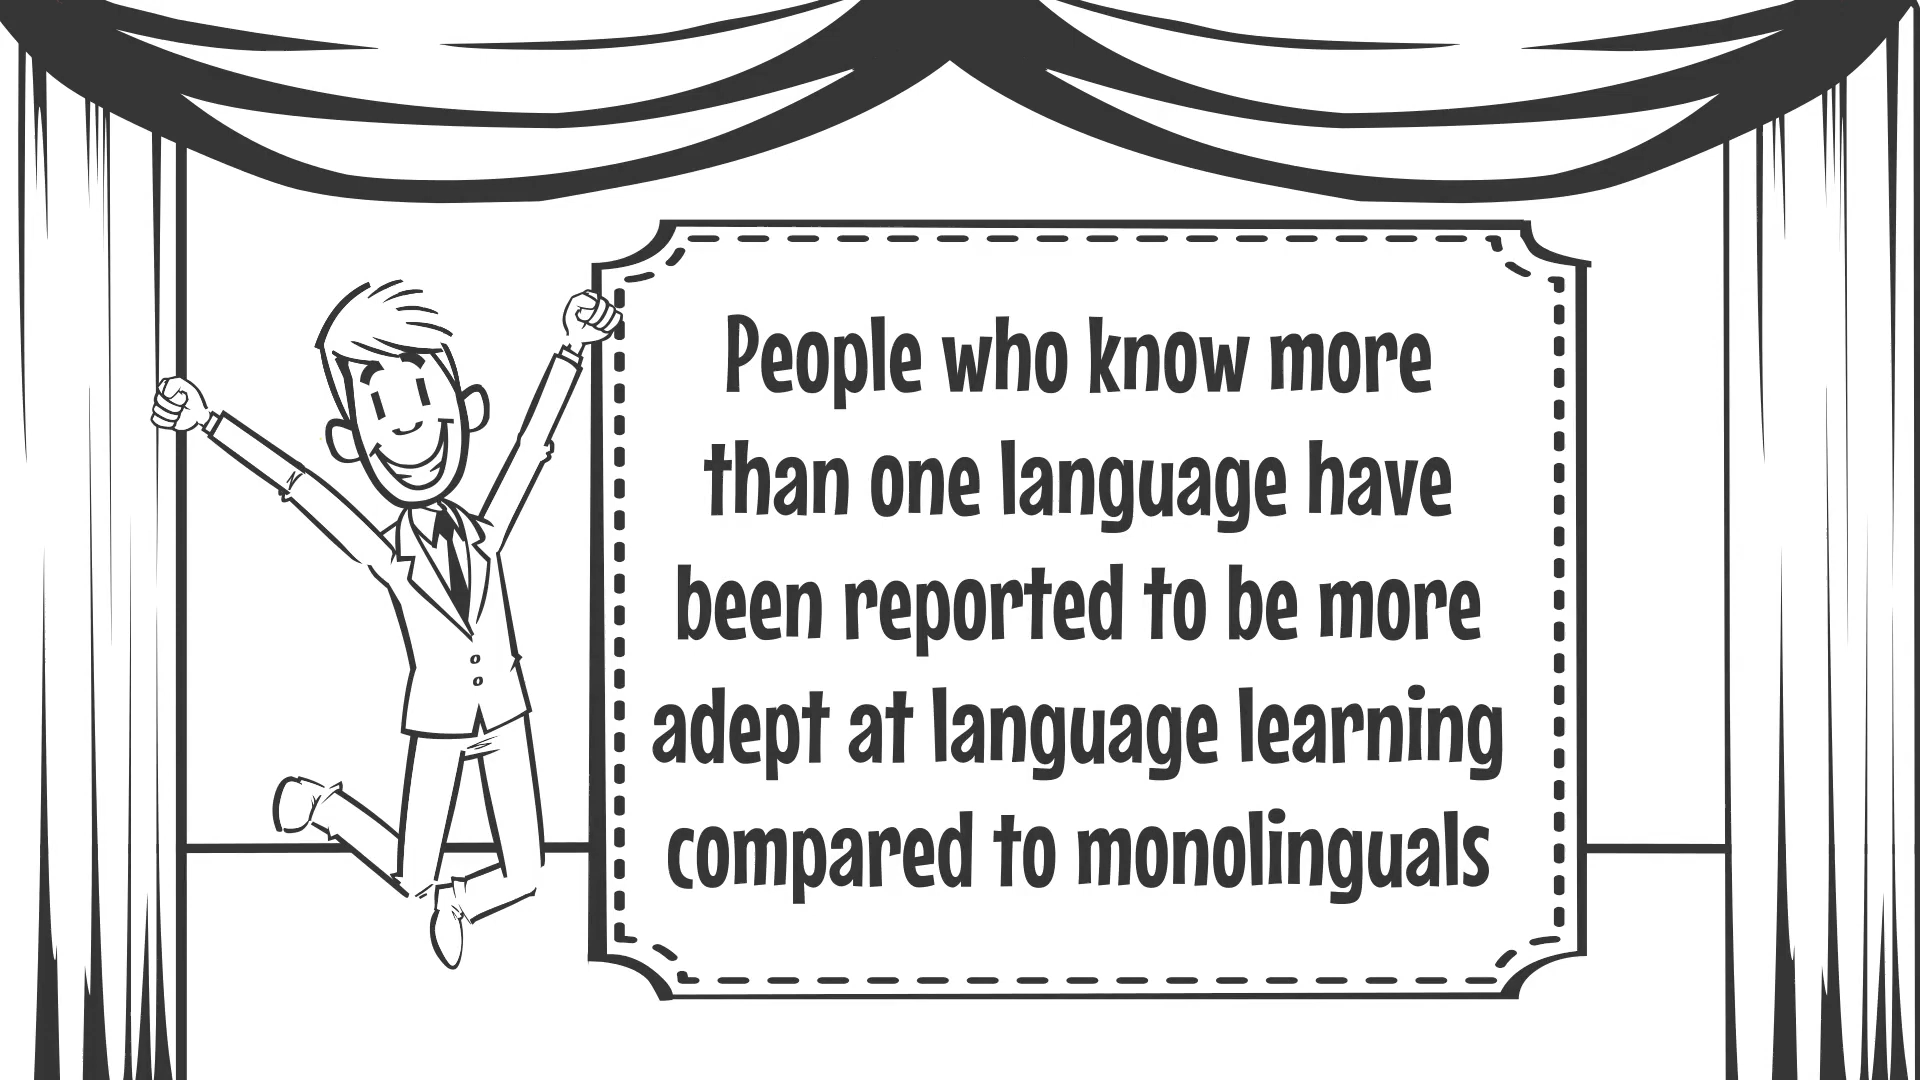 People who know more
than one language have
been reported to be more
adept at language learning
compared to monolinguals